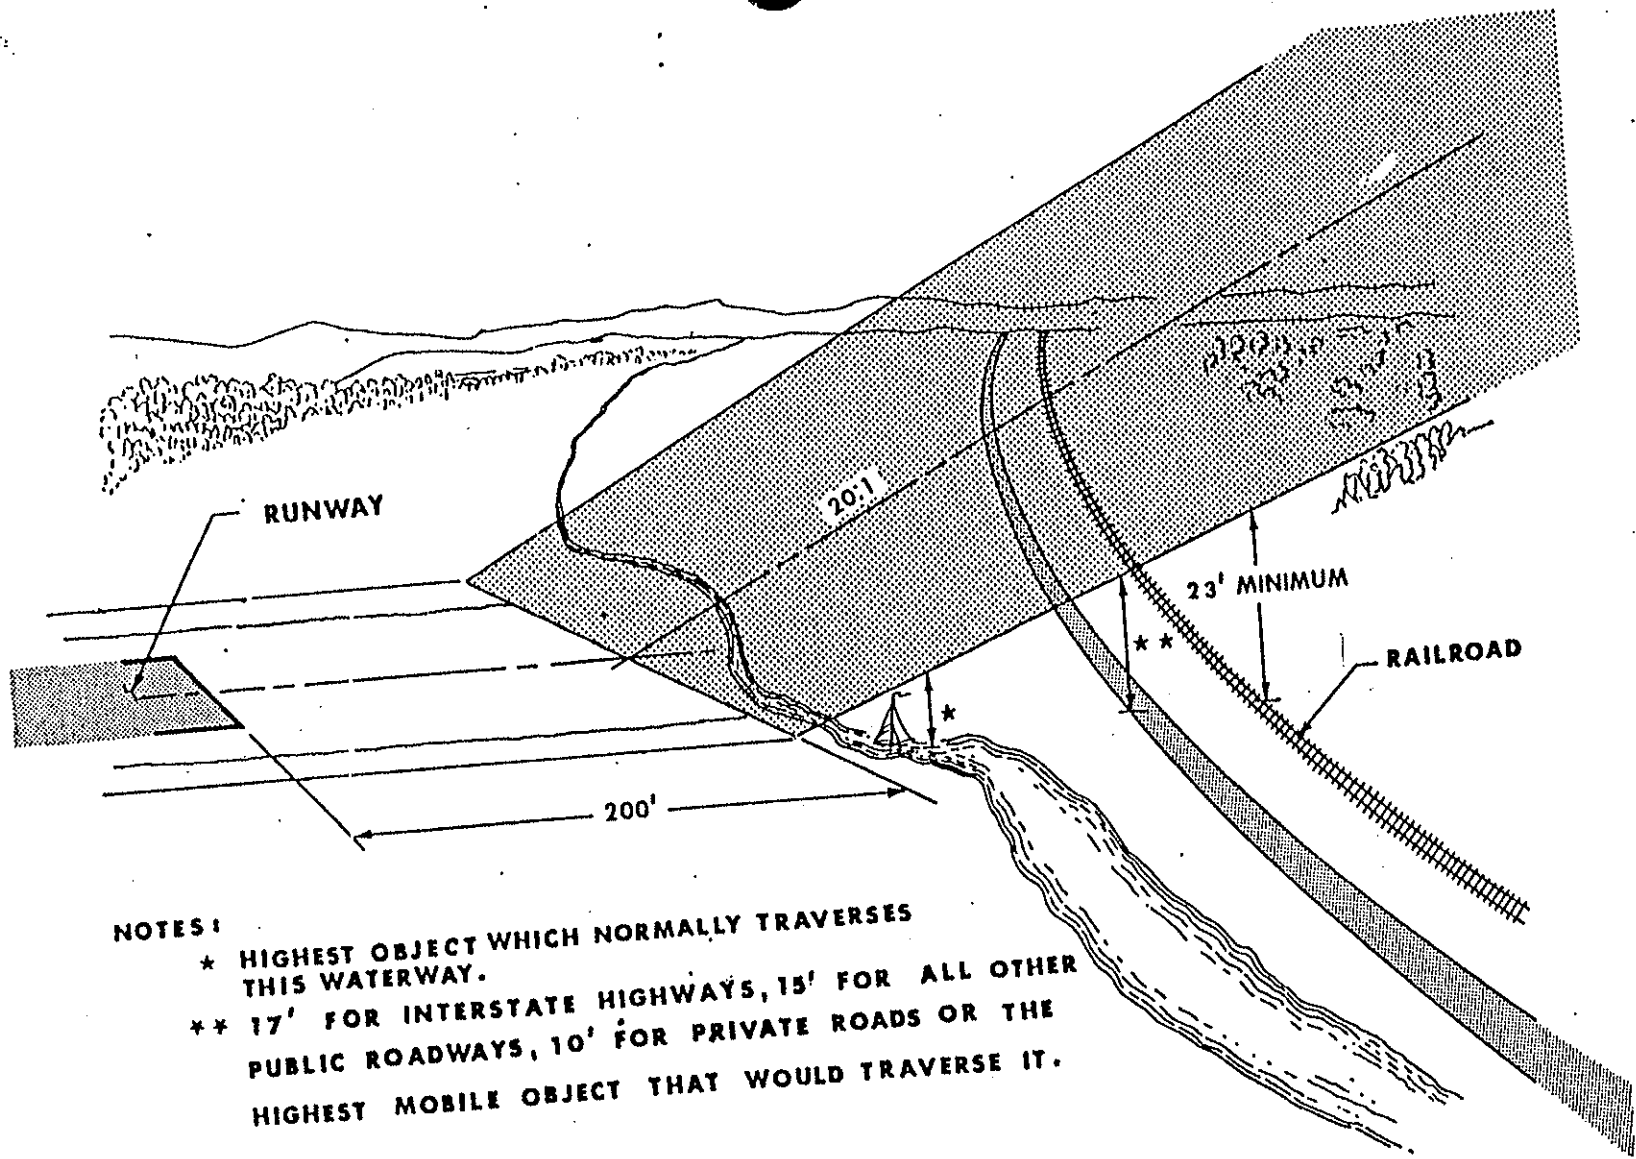 RUNWAY
20:1
23' MINIMUM
**
RAILROAD
*
200'
NOTES:
* HIGHEST OBJECT WHICH NORMALLY TRAVERSES
THIS WATERWAY.
** 17' FOR INTERSTATE HIGHWAYS, 15' FOR ALL OTHER
PUBLIC ROADWAYS, 10' FOR PRIVATE ROADS OR THE
HIGHEST MOBILE OBJECT THAT WOULD TRAVERSE IT.